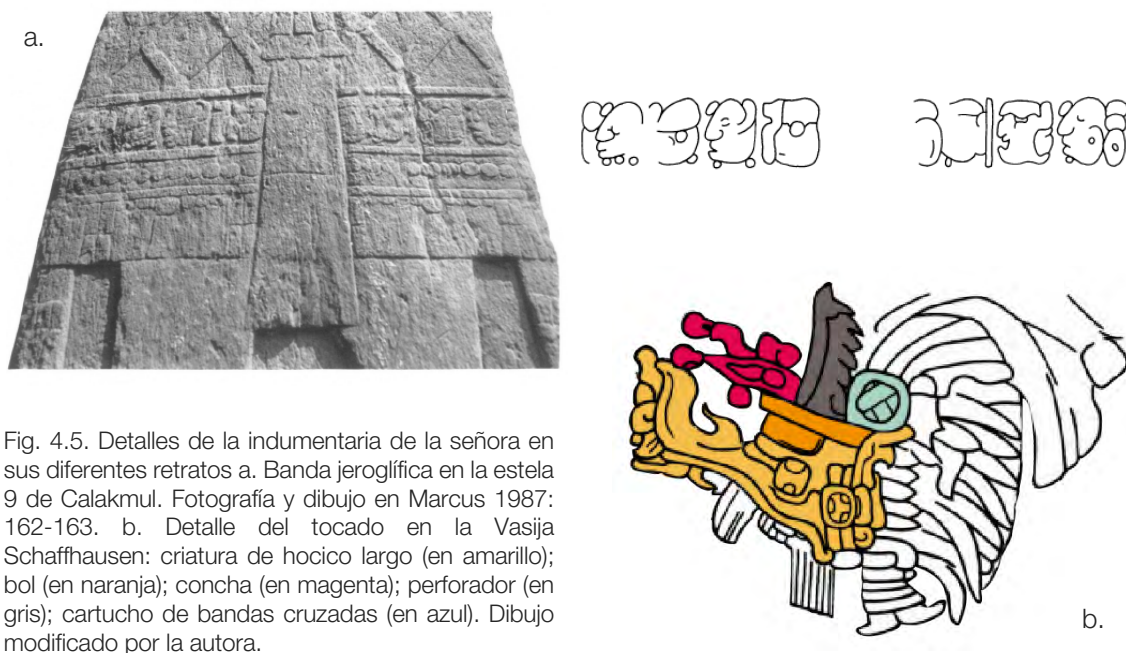 a.
Fig. 4.5. Detalles de la indumentaria de la señora en
sus diferentes retratos a. Banda jeroglífica en la estela
9 de Calakmul. Fotografía y dibujo en Marcus 1987:
162-163. b. Detalle del tocado en la Vasija
Schaffhausen: criatura de hocico largo (en amarillo);
bol (en naranja); concha (en magenta); perforador (en
gris); cartucho de bandas cruzadas (en azul). Dibujo
modificado por la autora.
b.